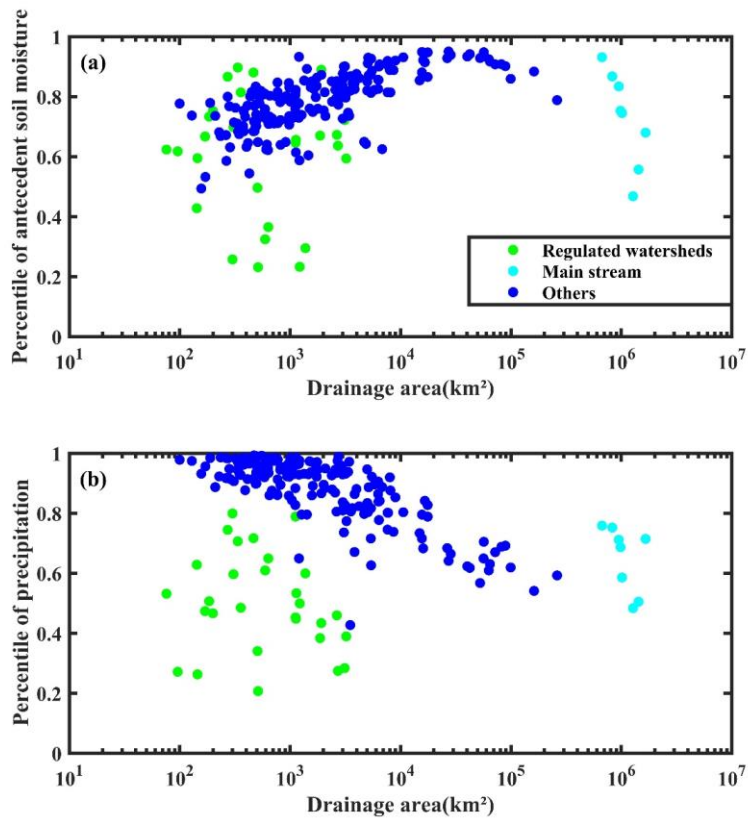 Percentile of antecedent soil moisture
1
0.8
0.6
0.4
0.2
0
(a)
Regulated watersheds
Main stream
Others
10¹ 10² 10³ 10⁴ 10⁵ 10⁶ 10⁷
Drainage area(km²)
Percentile of precipitation
1
0.8
0.6
0.4
0.2
0
(b)
10¹ 10² 10³ 10⁴ 10⁵ 10⁶ 10⁷
Drainage area(km²)